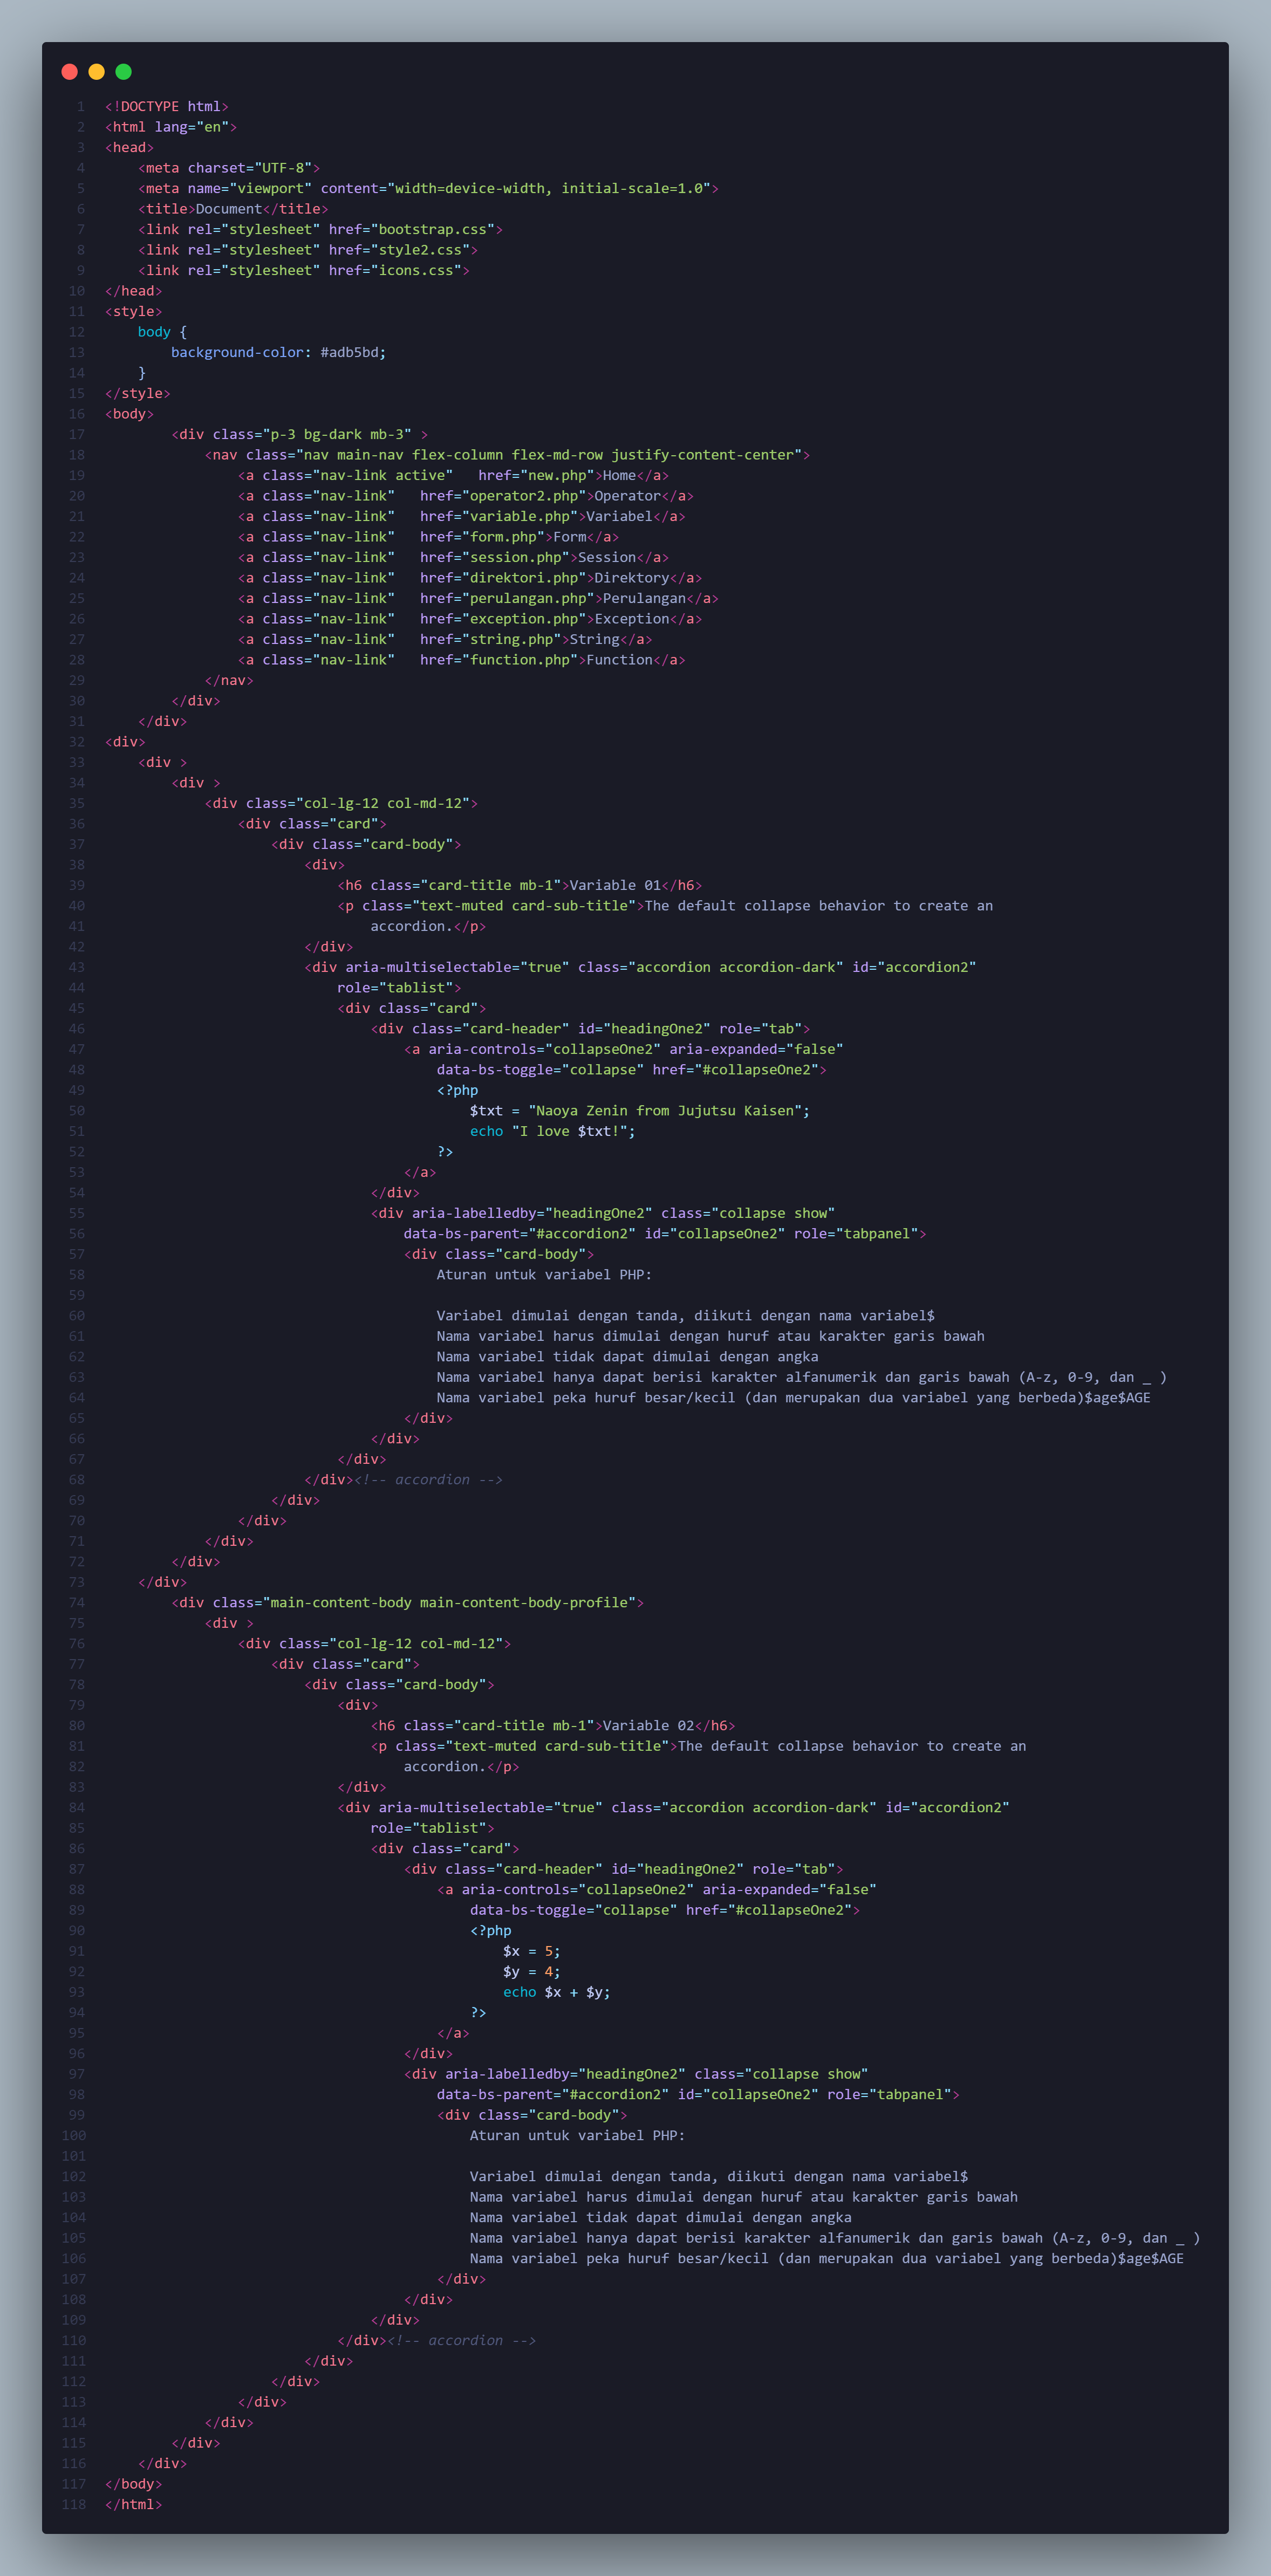 1 <!DOCTYPE html>
2 <html lang="en">
3 <head>
4     <meta charset="UTF-8">
5     <meta name="viewport" content="width=device-width, initial-scale=1.0">
6     <title>Document</title>
7     <link rel="stylesheet" href="bootstrap.css">
8     <link rel="stylesheet" href="style2.css">
9     <link rel="stylesheet" href="icons.css">
10 </head>
11 <style>
12     body {
13         background-color: #adb5bd;
14     }
15 </style>
16 <body>
17         <div class="p-3 bg-dark mb-3" >
18             <nav class="nav main-nav flex-column flex-md-row justify-content-center">
19                 <a class="nav-link active"   href="new.php">Home</a>
20                 <a class="nav-link"   href="operator2.php">Operator</a>
21                 <a class="nav-link"   href="variable.php">Variabel</a>
22                 <a class="nav-link"   href="form.php">Form</a>
23                 <a class="nav-link"   href="session.php">Session</a>
24                 <a class="nav-link"   href="direktori.php">Direktory</a>
25                 <a class="nav-link"   href="perulangan.php">Perulangan</a>
26                 <a class="nav-link"   href="exception.php">Exception</a>
27                 <a class="nav-link"   href="string.php">String</a>
28                 <a class="nav-link"   href="function.php">Function</a>
29             </nav>
30         </div>
31     </div>
32 <div>
33     <div >
34         <div >
35             <div class="col-lg-12 col-md-12">
36                 <div class="card">
37                     <div class="card-body">
38                         <div>
39                             <h6 class="card-title mb-1">Variable 01</h6>
40                             <p class="text-muted card-sub-title">The default collapse behavior to create an
41                                 accordion.</p>
42                         </div>
43                         <div aria-multiselectable="true" class="accordion accordion-dark" id="accordion2"
44                             role="tablist">
45                             <div class="card">
46                                 <div class="card-header" id="headingOne2" role="tab">
47                                     <a aria-controls="collapseOne2" aria-expanded="false"
48                                         data-bs-toggle="collapse" href="#collapseOne2">
49                                         <?php
50                                             $txt = "Naoya Zenin from Jujutsu Kaisen";
51                                             echo "I love $txt!";
52                                         ?>
53                                     </a>
54                                 </div>
55                                 <div aria-labelledby="headingOne2" class="collapse show"
56                                     data-bs-parent="#accordion2" id="collapseOne2" role="tabpanel">
57                                     <div class="card-body">
58                                         Aturan untuk variabel PHP:
59
60                                         Variabel dimulai dengan tanda, diikuti dengan nama variabel$
61                                         Nama variabel harus dimulai dengan huruf atau karakter garis bawah
62                                         Nama variabel tidak dapat dimulai dengan angka
63                                         Nama variabel hanya dapat berisi karakter alfanumerik dan garis bawah (A-z, 0-9, dan _ )
64                                         Nama variabel peka huruf besar/kecil (dan merupakan dua variabel yang berbeda)$age$AGE
65                                     </div>
66                                 </div>
67                             </div>
68                         </div><!-- accordion -->
69                     </div>
70                 </div>
71             </div>
72         </div>
73     </div>
74         <div class="main-content-body main-content-body-profile">
75             <div >
76                 <div class="col-lg-12 col-md-12">
77                     <div class="card">
78                         <div class="card-body">
79                             <div>
80                                 <h6 class="card-title mb-1">Variable 02</h6>
81                                 <p class="text-muted card-sub-title">The default collapse behavior to create an
82                                     accordion.</p>
83                             </div>
84                             <div aria-multiselectable="true" class="accordion accordion-dark" id="accordion2"
85                                 role="tablist">
86                                 <div class="card">
87                                     <div class="card-header" id="headingOne2" role="tab">
88                                         <a aria-controls="collapseOne2" aria-expanded="false"
89                                             data-bs-toggle="collapse" href="#collapseOne2">
90                                             <?php
91                                                 $x = 5;
92                                                 $y = 4;
93                                                 echo $x + $y;
94                                             ?>
95                                         </a>
96                                     </div>
97                                     <div aria-labelledby="headingOne2" class="collapse show"
98                                         data-bs-parent="#accordion2" id="collapseOne2" role="tabpanel">
99                                         <div class="card-body">
100                                             Aturan untuk variabel PHP:
101
102                                             Variabel dimulai dengan tanda, diikuti dengan nama variabel$
103                                             Nama variabel harus dimulai dengan huruf atau karakter garis bawah
104                                             Nama variabel tidak dapat dimulai dengan angka
105                                             Nama variabel hanya dapat berisi karakter alfanumerik dan garis bawah (A-z, 0-9, dan _ )
106                                             Nama variabel peka huruf besar/kecil (dan merupakan dua variabel yang berbeda)$age$AGE
107                                         </div>
108                                     </div>
109                                 </div>
110                             </div><!-- accordion -->
111                         </div>
112                     </div>
113                 </div>
114             </div>
115         </div>
116     </div>
117 </body>
118 </html>